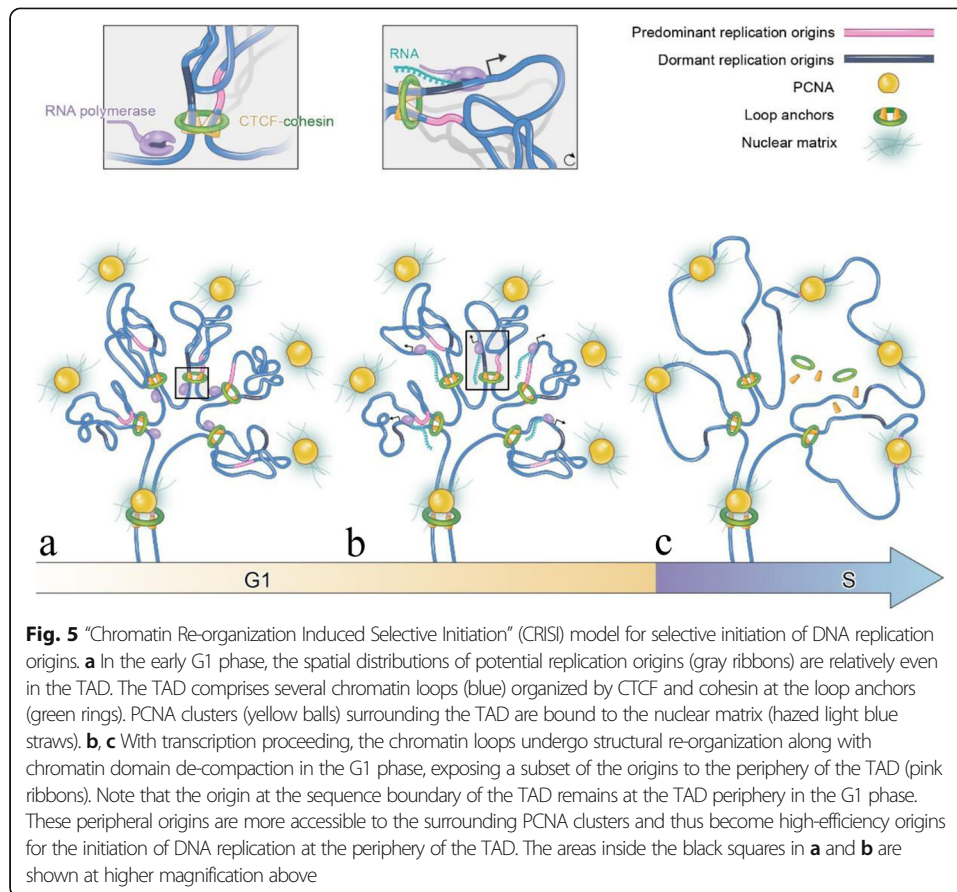 RNA polymerase
CTCF-cohesin
RNA
Predominant replication origins
Dormant replication origins
PCNA
Loop anchors
Nuclear matrix
a
b
c
G1
S
Fig. 5 “Chromatin Re-organization Induced Selective Initiation” (CRISI) model for selective initiation of DNA replication
origins. a In the early G1 phase, the spatial distributions of potential replication origins (gray ribbons) are relatively even
in the TAD. The TAD comprises several chromatin loops (blue) organized by CTCF and cohesin at the loop anchors
(green rings). PCNA clusters (yellow balls) surrounding the TAD are bound to the nuclear matrix (hazed light blue
straws). b, c With transcription proceeding, the chromatin loops undergo structural re-organization along with
chromatin domain de-compaction in the G1 phase, exposing a subset of the origins to the periphery of the TAD (pink
ribbons). Note that the origin at the sequence boundary of the TAD remains at the TAD periphery in the G1 phase.
These peripheral origins are more accessible to the surrounding PCNA clusters and thus become high-efficiency origins
for the initiation of DNA replication at the periphery of the TAD. The areas inside the black squares in a and b are
shown at higher magnification above